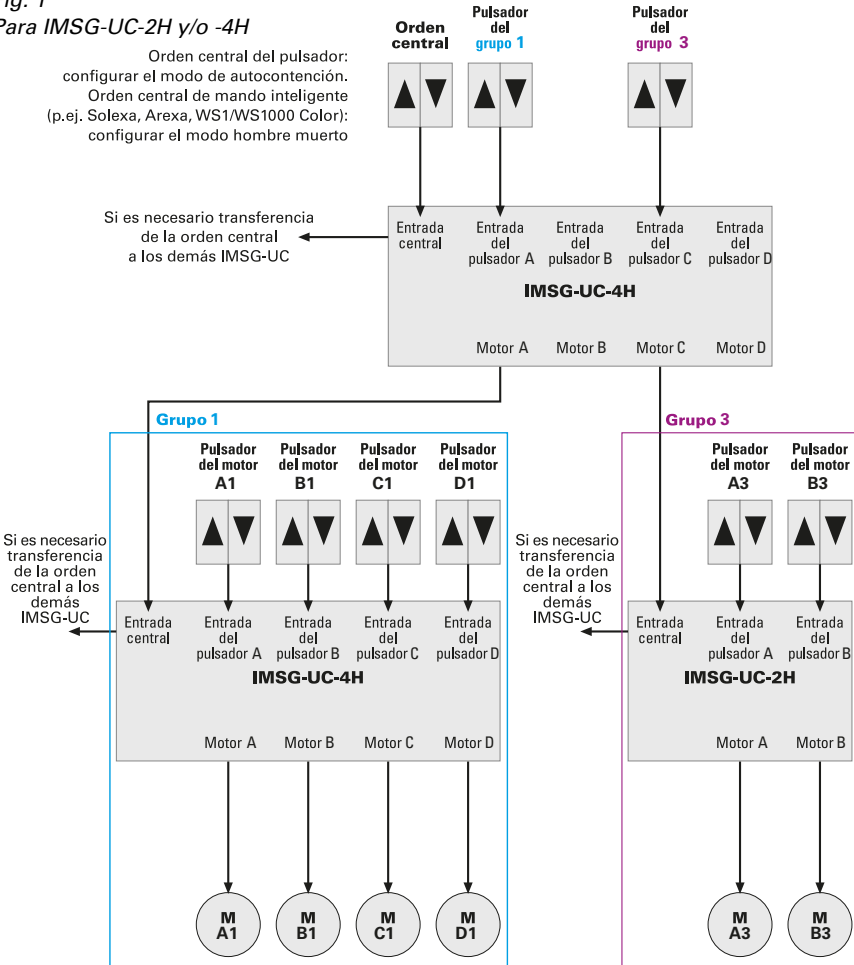 Fig. 1
Para IMSG-UC-2H y/o -4H
Orden central del pulsador:
configurar el modo de autocontención.
Orden central de mando inteligente
(p.ej. Solexa, Arexa, WS1/WS1000 Color):
configurar el modo hombre muerto
Orden
central
Pulsador
del
grupo 1
Pulsador
del
grupo 3
Si es necesario transferencia
de la orden central
a los demás IMSG-UC
Entrada
central
Entrada
del
pulsador A
Entrada
del
pulsador B
Entrada
del
pulsador C
Entrada
del
pulsador D
IMSG-UC-4H
Motor A
Motor B
Motor C
Motor D
Grupo 1
Pulsador
del motor
A1
Pulsador
del motor
B1
Pulsador
del motor
C1
Pulsador
del motor
D1
Si es necesario
transferencia
de la orden
central a los
demás
IMSG-UC
Entrada
central
Entrada
del
pulsador A
Entrada
del
pulsador B
Entrada
del
pulsador C
Entrada
del
pulsador D
IMSG-UC-4H
Motor A
Motor B
Motor C
Motor D
M
A1
M
B1
M
C1
M
D1
Grupo 3
Pulsador
del motor
A3
Pulsador
del motor
B3
Si es necesario
transferencia
de la orden
central a los
demás
IMSG-UC
Entrada
central
Entrada
del
pulsador A
Entrada
del
pulsador B
IMSG-UC-2H
Motor A
Motor B
M
A3
M
B3